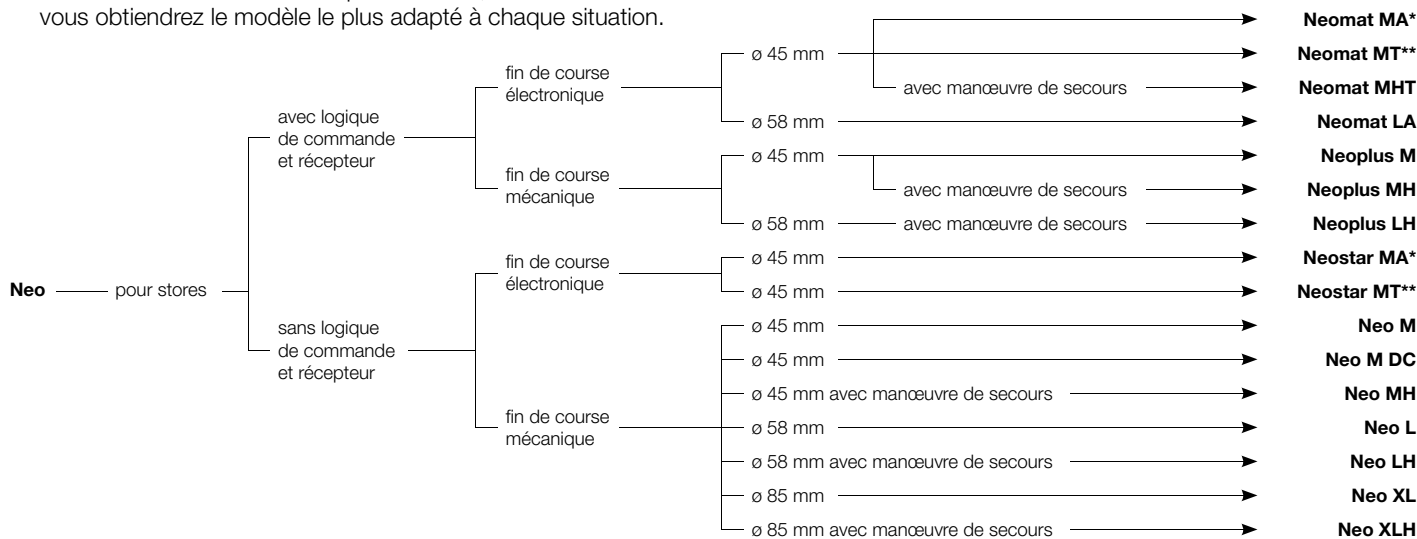 vous obtiendrez le modèle le plus adapté à chaque situation.
Neo
pour stores
avec logique
de commande
et récepteur
fin de course
électronique
ø 45 mm
Neomat MA*
Neomat MT**
avec manœuvre de secours
Neomat MHT
ø 58 mm
Neomat LA
fin de course
mécanique
ø 45 mm
Neoplus M
avec manœuvre de secours
Neoplus MH
ø 58 mm
avec manœuvre de secours
Neoplus LH
sans logique
de commande
et récepteur
fin de course
électronique
ø 45 mm
Neostar MA*
ø 45 mm
Neostar MT**
fin de course
mécanique
ø 45 mm
Neo M
ø 45 mm
Neo M DC
ø 45 mm avec manœuvre de secours
Neo MH
ø 58 mm
Neo L
ø 58 mm avec manœuvre de secours
Neo LH
ø 85 mm
Neo XL
ø 85 mm avec manœuvre de secours
Neo XLH